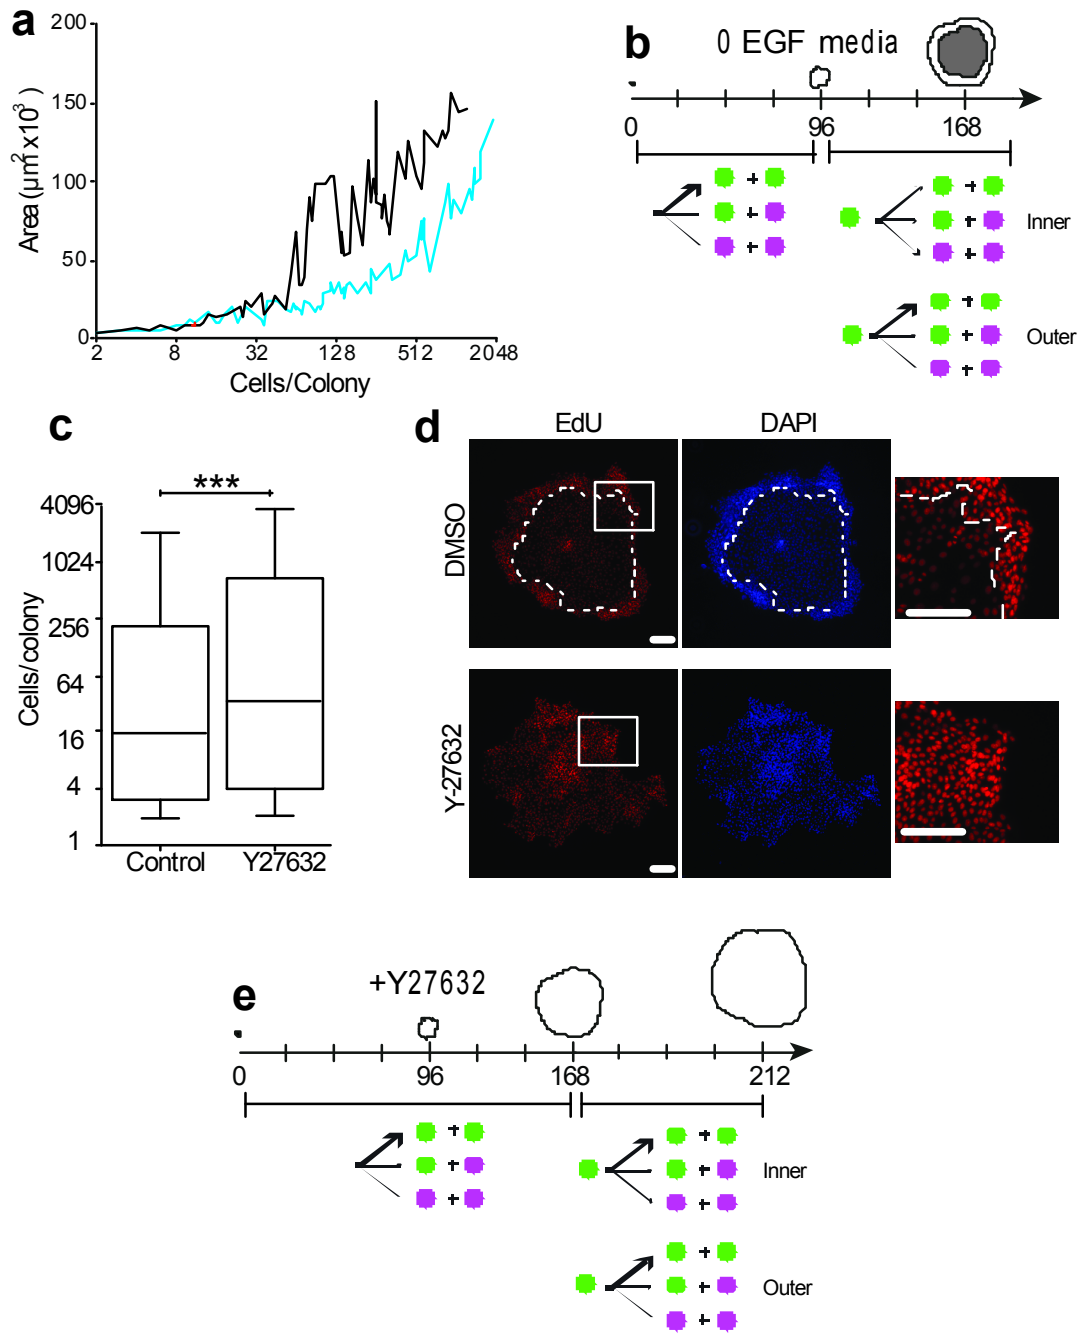 a
200
150
100
50
0
Area (µm² x10³)
2 8 32 128 512 2048
Cells/Colony
b
0 EGF media
0 96 168
+
+
+
+
+
+
Inner
+
+
+
Outer
c
***
4096
1024
256
64
16
4
1
Cells/colony
Control Y27632
d
EdU DAPI
DMSO
Y-27632
e
+Y27632
0 96 168 212
+
+
+
+
+
+
Inner
+
+
+
Outer